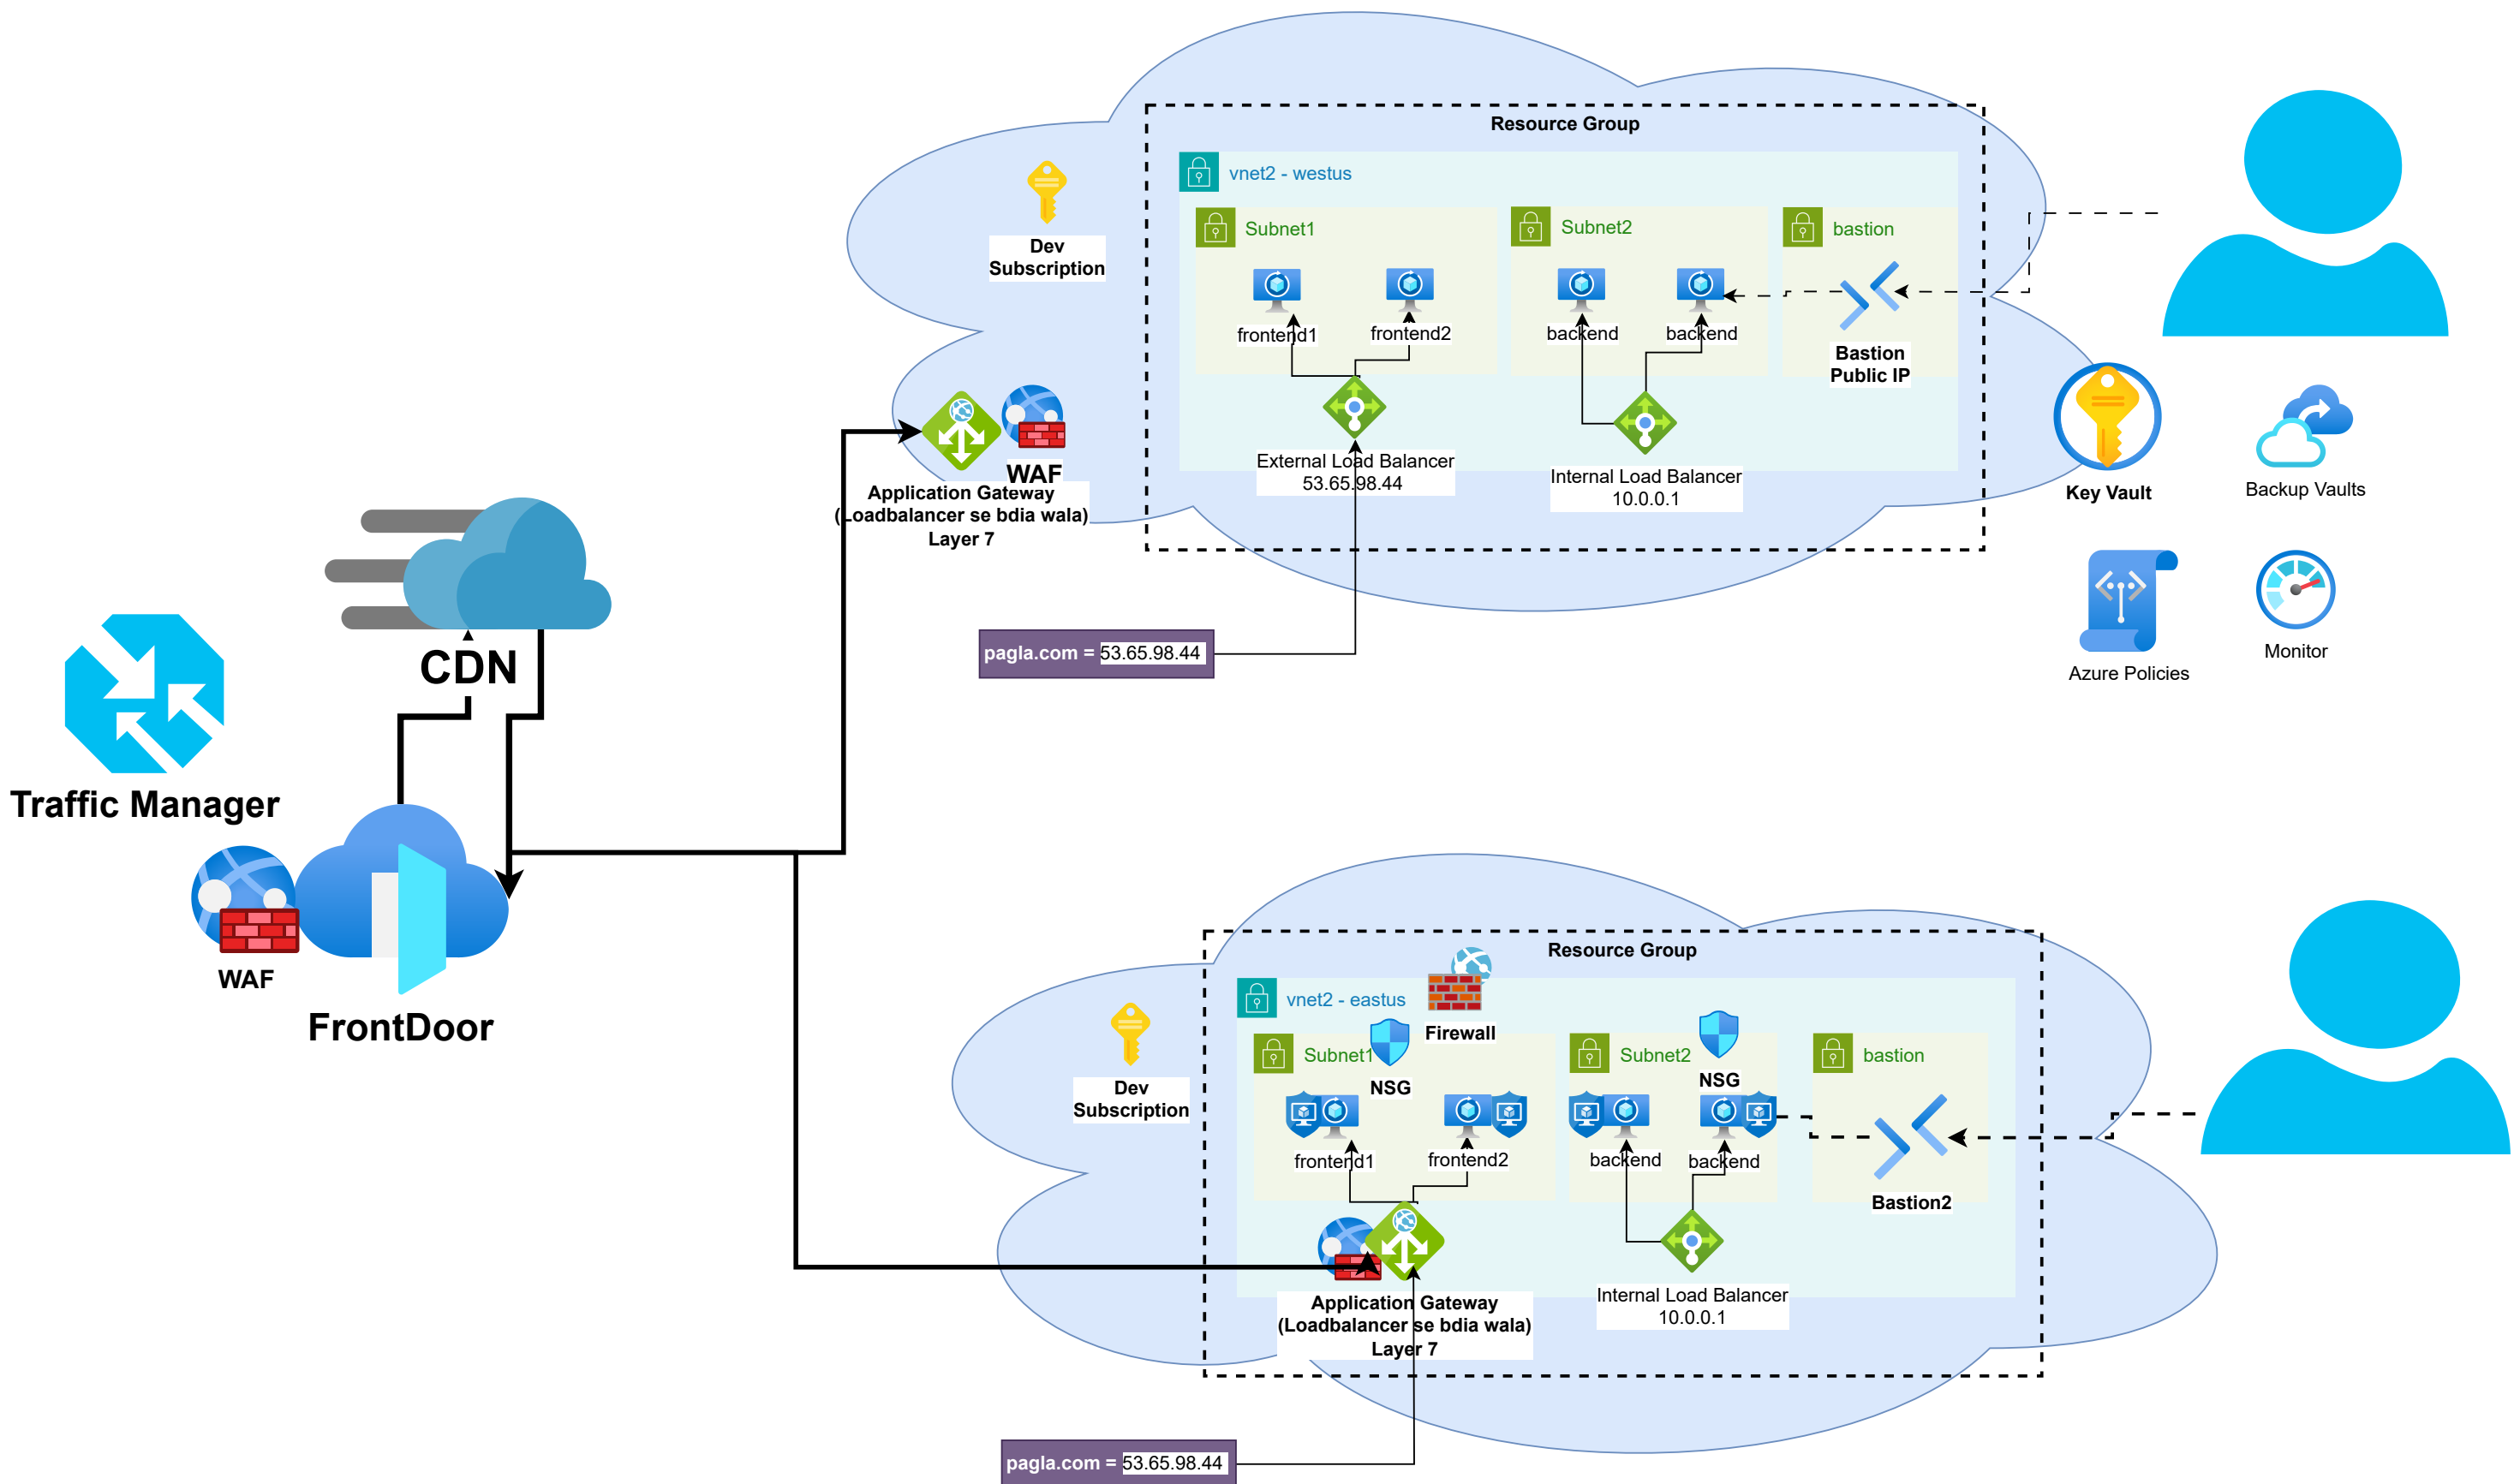 Resource Group
vnet2 - westus
Subnet1
Subnet2
bastion
Dev
Subscription
frontend1
frontend2
backend
backend
Bastion
Public IP
WAF
Application Gateway
(Loadbalancer se bdia wala)
Layer 7
External Load Balancer
53.65.98.44
Internal Load Balancer
10.0.0.1
Key Vault
Backup Vaults
Azure Policies
Monitor
pagla.com = 53.65.98.44
CDN
Traffic Manager
WAF
FrontDoor
Resource Group
vnet2 - eastus
Firewall
Subnet1
NSG
Subnet2
NSG
bastion
Dev
Subscription
frontend1
frontend2
backend
backend
Bastion2
Application Gateway
(Loadbalancer se bdia wala)
Layer 7
Internal Load Balancer
10.0.0.1
pagla.com = 53.65.98.44